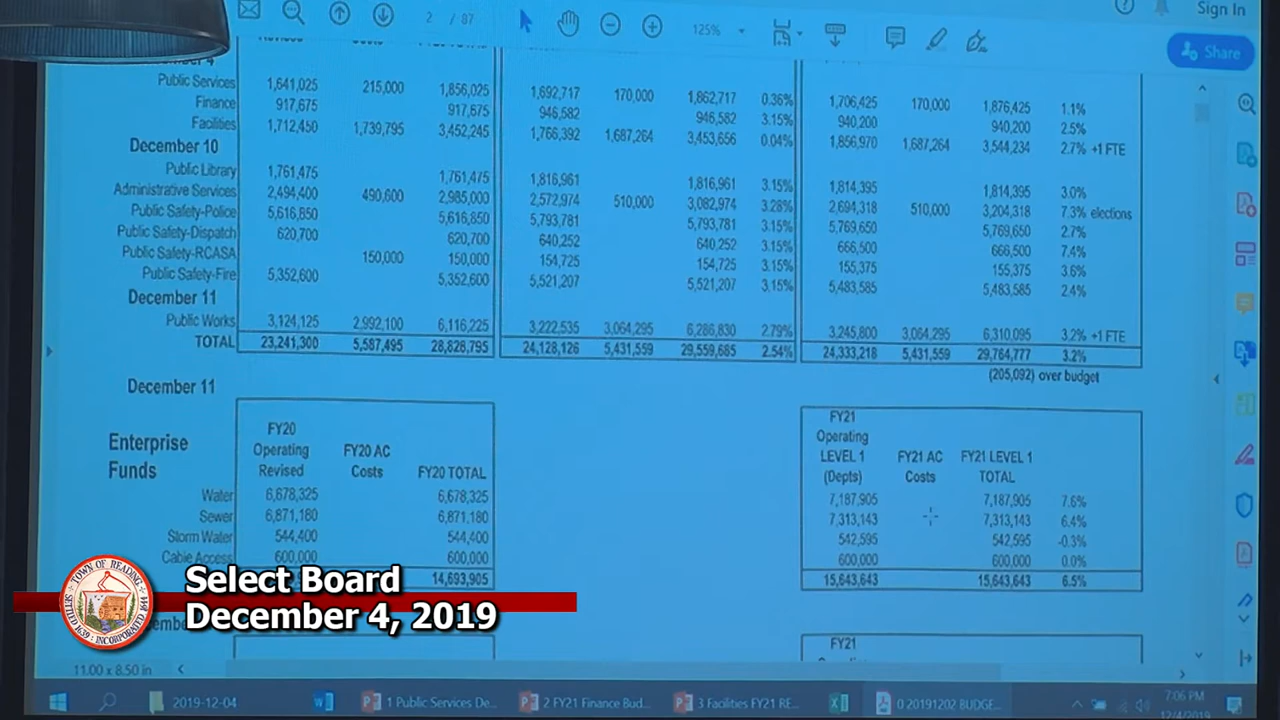 2 / 87 125% Sign In
Share
Public Services 1,641,025 215,000 1,856,025 1,692,717 170,000 1,862,717 0.36% 1,706,425 170,000 1,876,425 1.1%
Finance 917,675 917,675 946,582 946,582 3.15% 940,200 940,200 2.5%
Facilities 1,712,450 1,739,795 3,452,245 1,766,392 1,687,264 3,453,656 0.04% 1,856,970 1,687,264 3,544,234 2.7% +1 FTE
December 10
Public Library 1,761,475 1,761,475 1,816,961 1,816,961 3.15% 1,814,395 1,814,395 3.0%
Administrative Services 2,494,400 490,600 2,985,000 2,572,974 510,000 3,082,974 3.28% 2,694,318 510,000 3,204,318 7.3% elections
Public Safety-Police 5,616,850 5,616,850 5,793,781 5,793,781 3.15% 5,769,650 5,769,650 2.7%
Public Safety-Dispatch 620,700 620,700 640,252 640,252 3.15% 666,500 666,500 7.4%
Public Safety-RCASA 150,000 150,000 154,725 154,725 3.15% 155,375 155,375 3.6%
Public Safety-Fire 5,352,600 5,352,600 5,521,207 5,521,207 3.15% 5,483,585 5,483,585 2.4%
December 11
Public Works 3,124,125 2,992,100 6,116,225 3,222,535 3,064,295 6,286,830 2.79% 3,245,800 3,064,295 6,310,095 3.2% +1 FTE
TOTAL 23,241,300 5,587,495 28,828,795 24,128,126 5,431,559 29,559,685 2.54% 24,333,218 5,431,559 29,764,777 3.2%
(205,092) over budget
December 11
Enterprise Funds
FY20 Operating Revised FY20 AC Costs FY20 TOTAL FY21 Operating LEVEL 1 (Depts) FY21 AC Costs FY21 LEVEL 1 TOTAL
Water 6,678,325 6,678,325 7,187,905 7,187,905 7.6%
Sewer 6,871,180 6,871,180 7,313,143 7,313,143 6.4%
Storm Water 544,400 544,400 542,595 542,595 -0.3%
Cable Access 600,000 600,000 600,000 600,000 0.0%
14,693,905 15,643,643 15,643,643 6.5%
TOWN OF READING
SETTLED 1639 INCORPORATED 1644
Select Board
December 4, 2019
FY21
11.00 x 8.50 in
2019-12-04 1 Public Services De... 2 FY21 Finance Bud... 3 Facilities FY21 RE... 0 20191202 BUDGE...
7:06 PM
12/4/2019